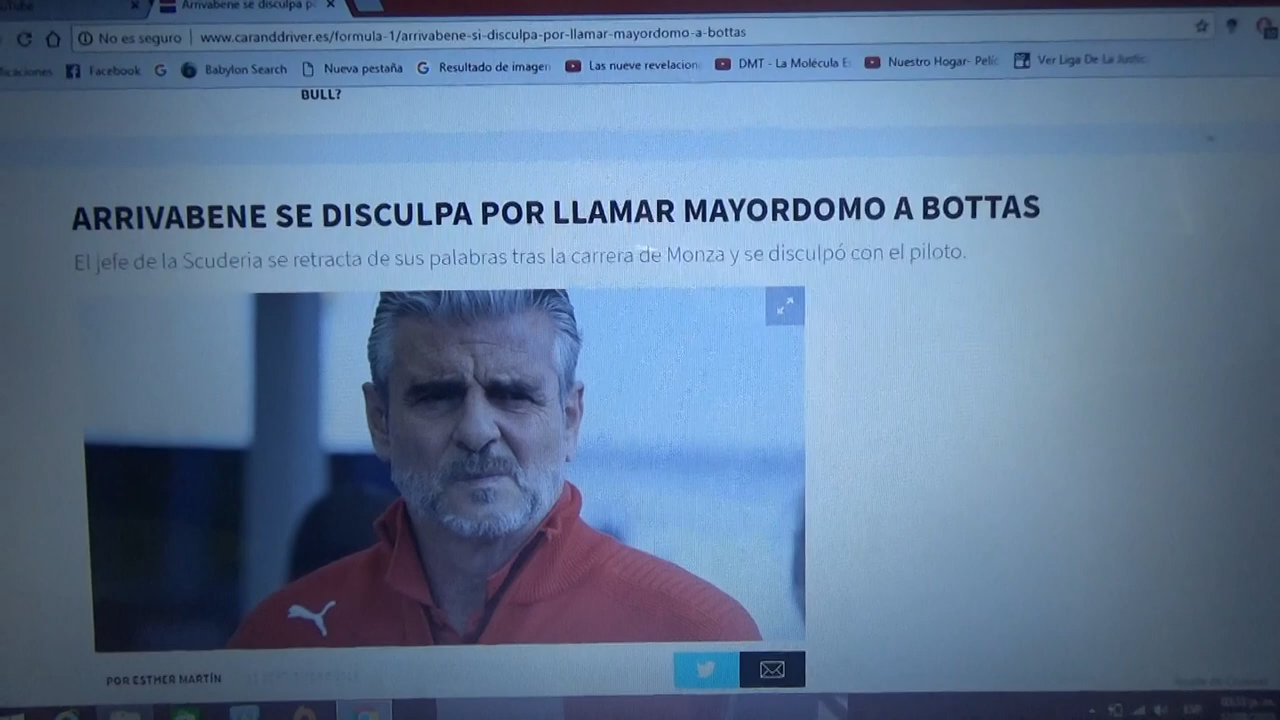 Tube
Arrivabene se disculpa p
No es seguro
www.caranddriver.es/formula-1/arrivabene-si-disculpa-por-llamar-mayordomo-a-bottas
licaciones
Facebook
Babylon Search
Nueva pestaña
Resultado de imagen
Las nueve revelacion
DMT - La Molécula E
Nuestro Hogar- Pelíc
Ver Liga De La Justic
BULL?
ARRIVABENE SE DISCULPA POR LLAMAR MAYORDOMO A BOTTAS
El jefe de la Scuderia se retracta de sus palabras tras la carrera de Monza y se disculpó con el piloto.
POR ESTHER MARTÍN
ESP